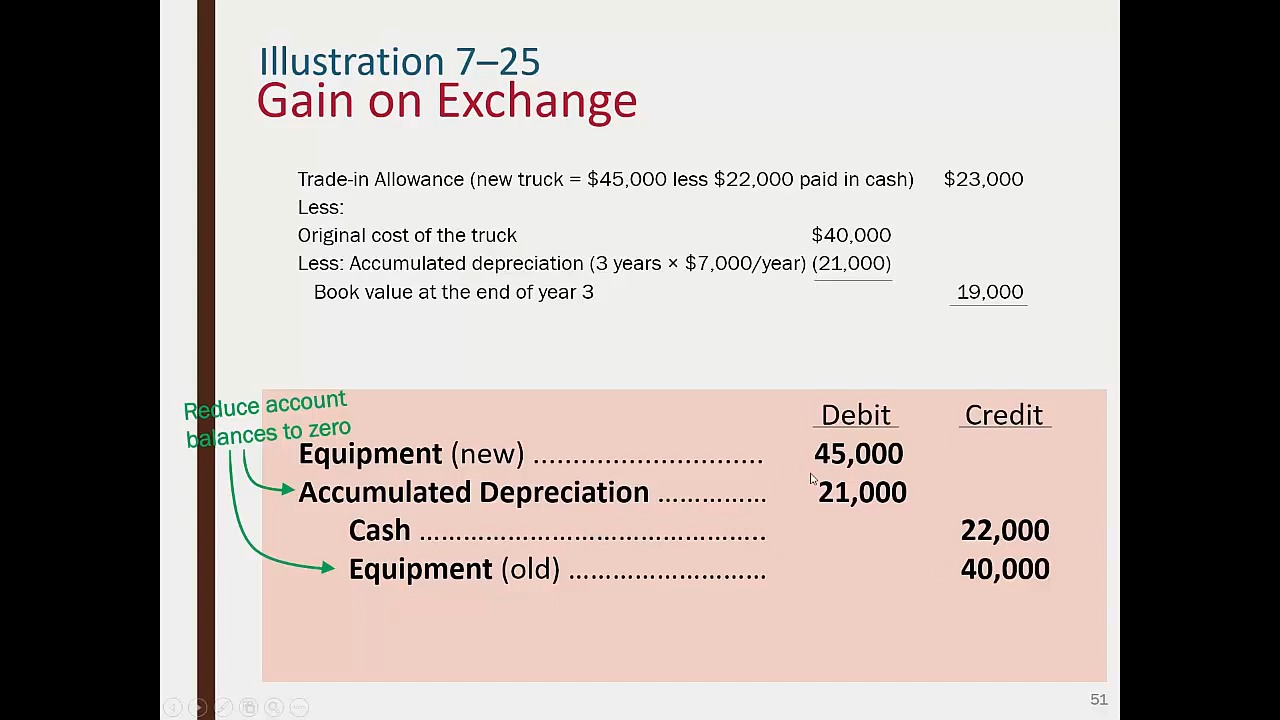 Illustration 7–25
Gain on Exchange
Trade-in Allowance (new truck = $45,000 less $22,000 paid in cash) $23,000
Less:
Original cost of the truck $40,000
Less: Accumulated depreciation (3 years × $7,000/year) (21,000)
Book value at the end of year 3 19,000
Reduce account
balances to zero
Debit Credit
Equipment (new) ………………………… 45,000
Accumulated Depreciation …………… 21,000
Cash ……………………………………….. 22,000
Equipment (old) ……………………… 40,000
51